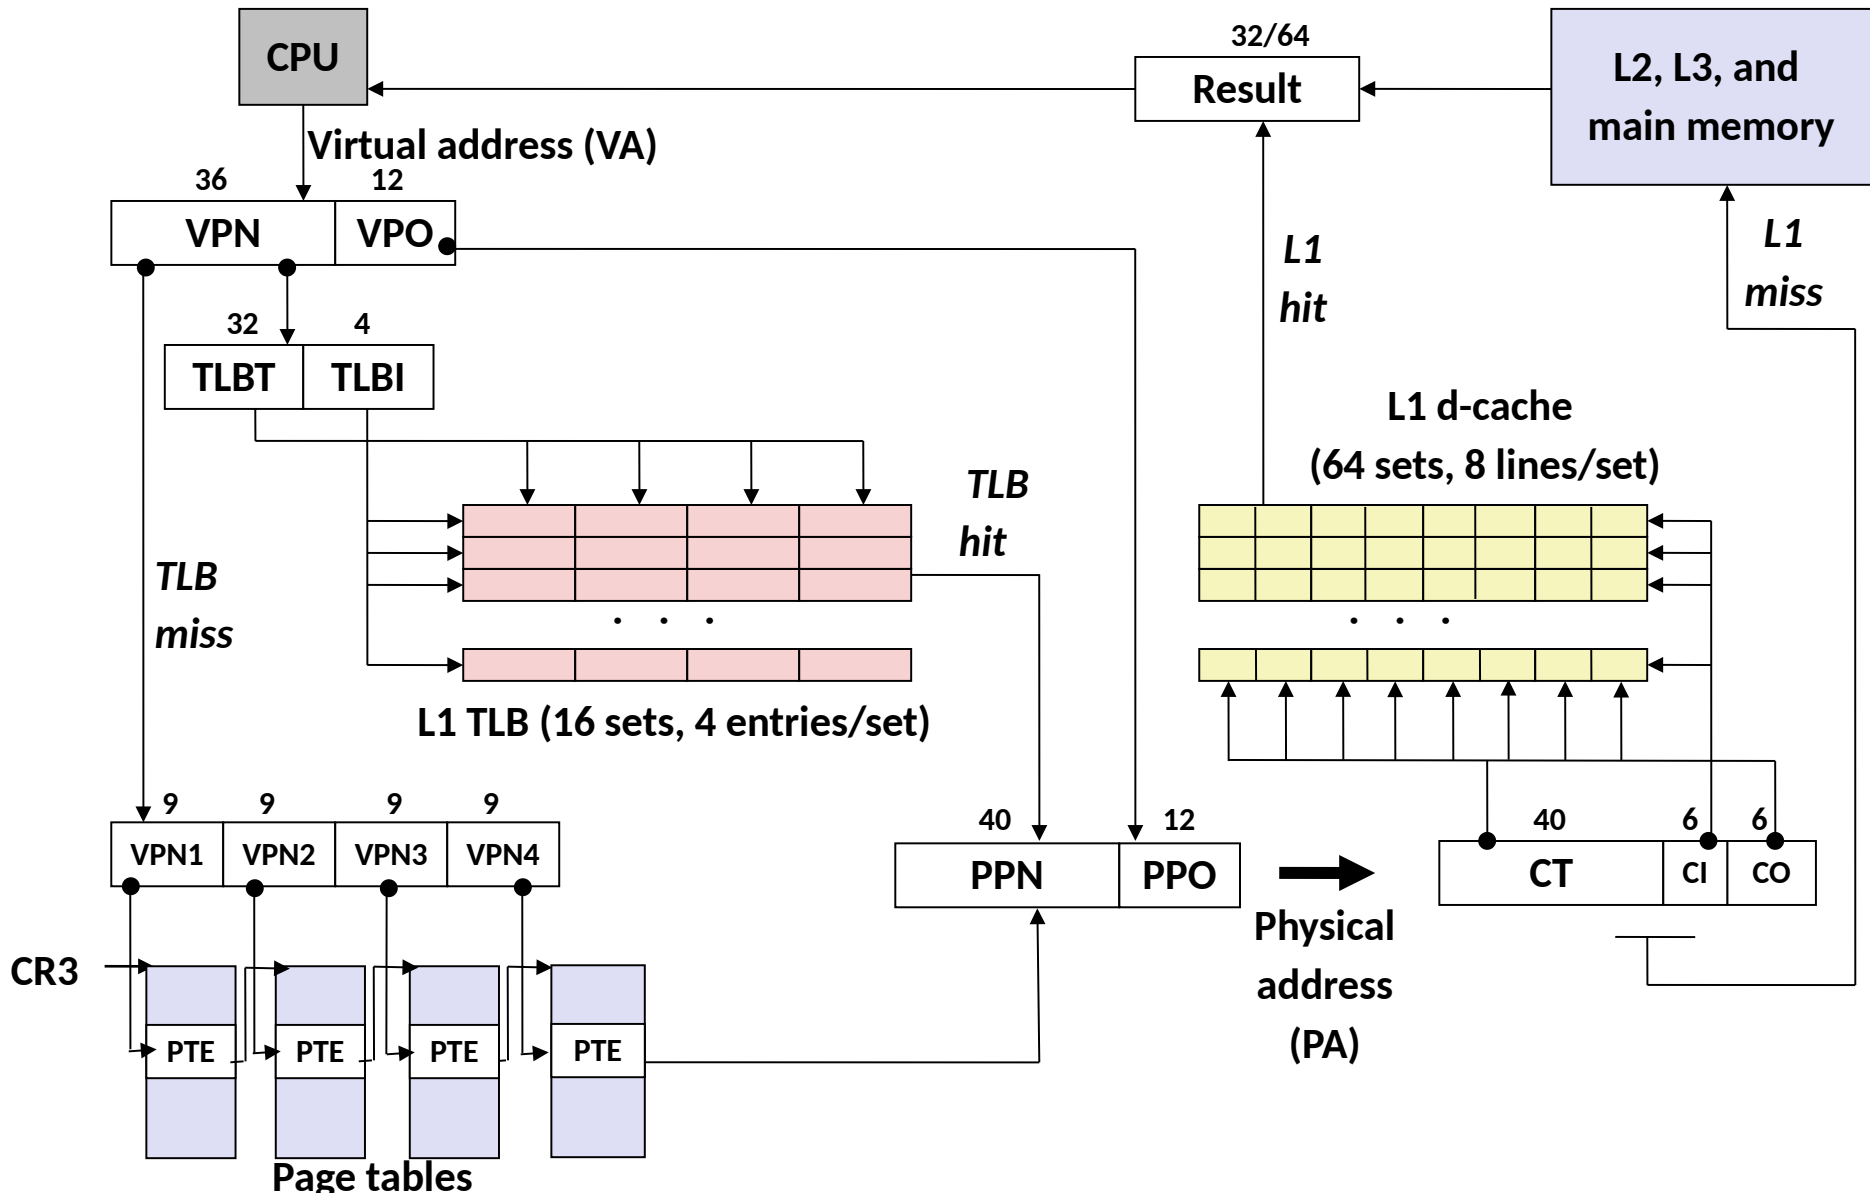 CPU
32/64
Result
L2, L3, and
main memory
Virtual address (VA)
36
12
VPN
VPO
L1
hit
L1
miss
32
4
TLBT
TLBI
L1 d-cache
(64 sets, 8 lines/set)
TLB
hit
TLB
miss
. . .
. . .
L1 TLB (16 sets, 4 entries/set)
9
9
9
9
VPN1
VPN2
VPN3
VPN4
40
12
PPN
PPO
40
6
6
CT
CI
CO
Physical
address
(PA)
CR3
PTE
PTE
PTE
PTE
Page tables